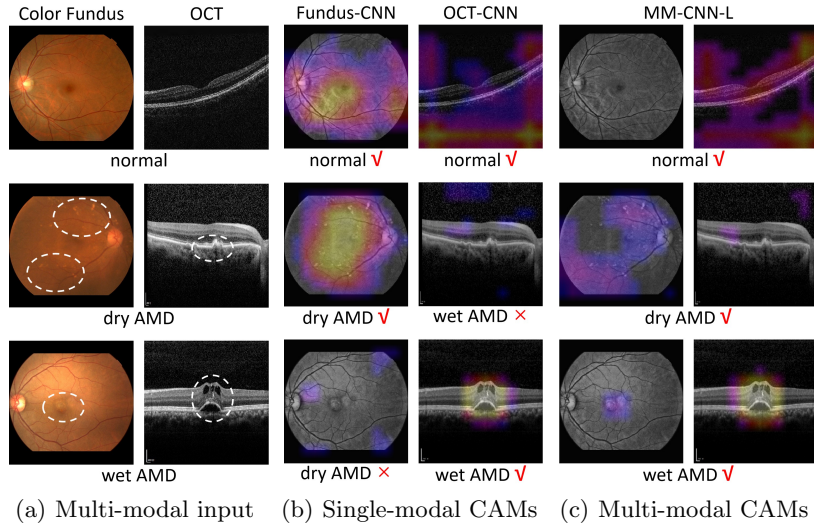 Color Fundus OCT Fundus-CNN OCT-CNN MM-CNN-L
normal normal √ normal √ normal √
dry AMD dry AMD √ wet AMD × dry AMD √
wet AMD dry AMD × wet AMD √ wet AMD √
(a) Multi-modal input (b) Single-modal CAMs (c) Multi-modal CAMs